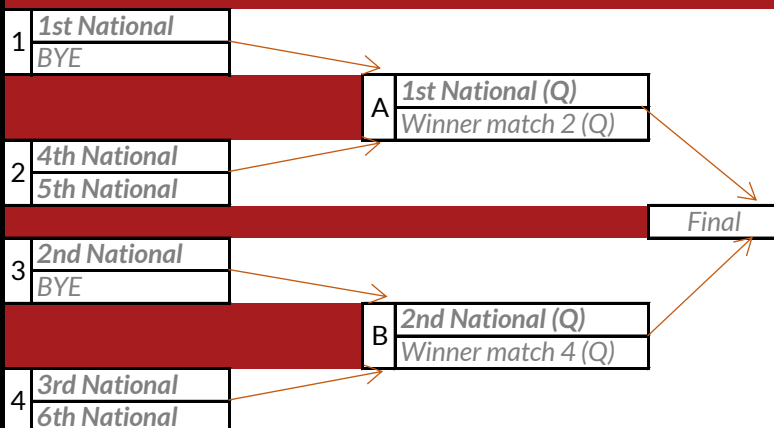 1
1st National
BYE
A
1st National (Q)
Winner match 2 (Q)
2
4th National
5th National
Final
3
2nd National
BYE
B
2nd National (Q)
Winner match 4 (Q)
4
3rd National
6th National